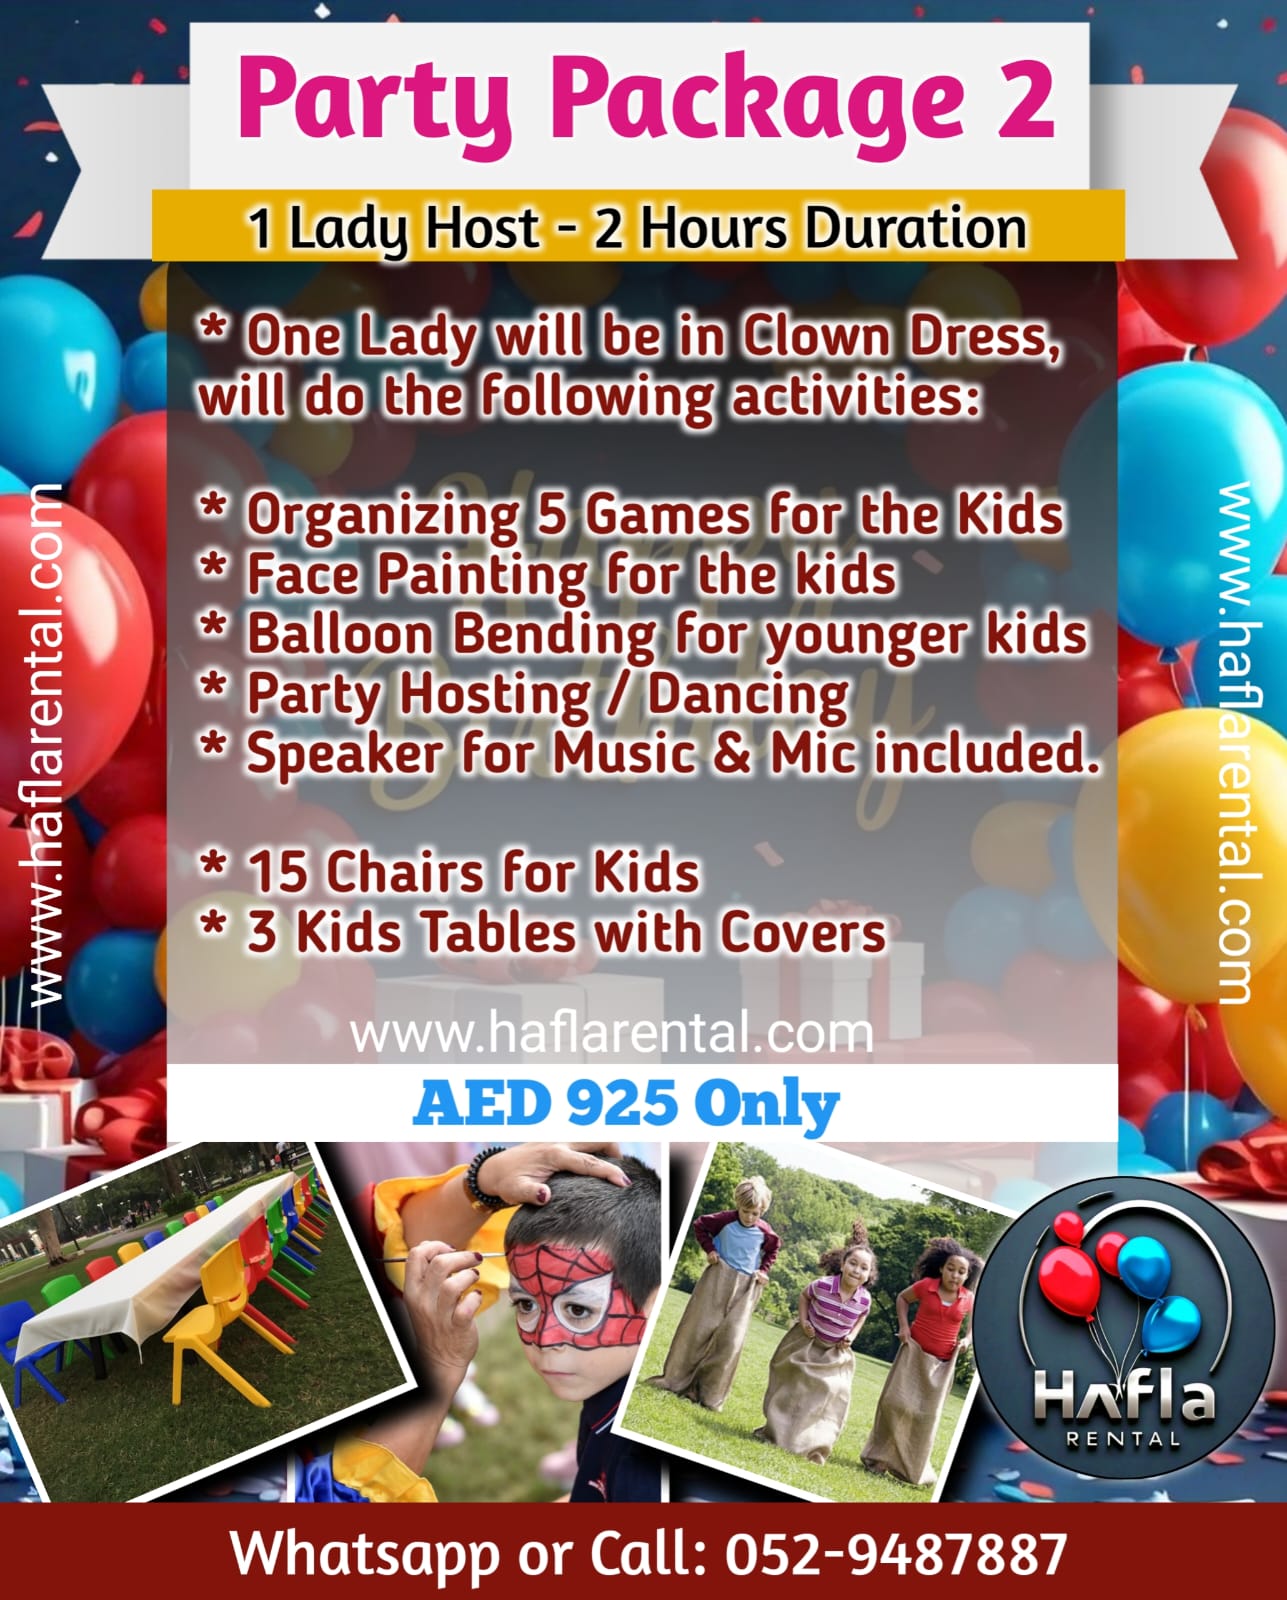 Party Package 2
1 Lady Host - 2 Hours Duration
* One Lady will be in Clown Dress,
will do the following activities:
* Organizing 5 Games for the Kids
* Face Painting for the kids
* Balloon Bending for younger kids
* Party Hosting / Dancing
* Speaker for Music & Mic included.
* 15 Chairs for Kids
* 3 Kids Tables with Covers
www.haflarental.com
www.haflarental.com
www.haflarental.com
Happy
Birthday
AED 925 Only
Hafla
RENTAL
Whatsapp or Call: 052-9487887